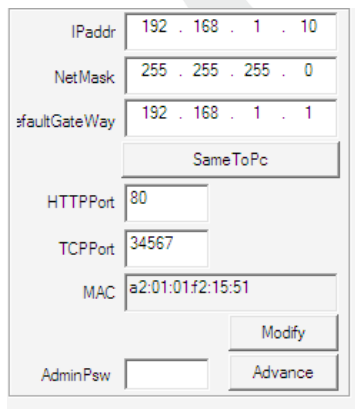 IPaddr 192 . 168 . 1 . 10
NetMask 255 . 255 . 255 . 0
efaultGateWay 192 . 168 . 1 . 1
SameToPc
HTTPPort 80
TCPPort 34567
MAC a2:01:01:f2:15:51
Modify
AdminPsw Advance